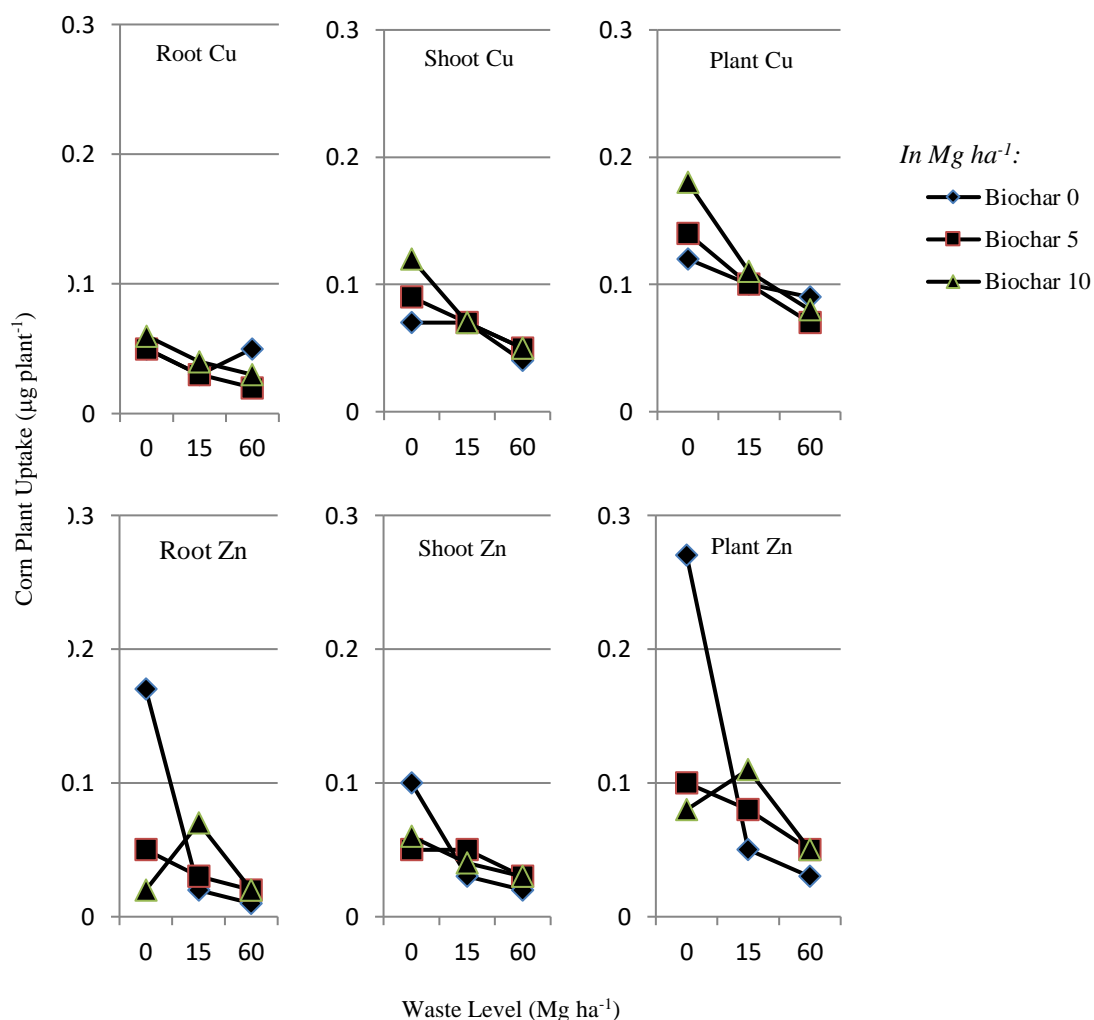 0.3
Root Cu
0.2
0.1
0
0 15 60
0.3
Shoot Cu
0.2
0.1
0
0 15 60
0.3
Plant Cu
0.2
0.1
0
0 15 60
In Mg ha⁻¹:
Biochar 0
Biochar 5
Biochar 10
Corn Plant Uptake (µg plant⁻¹)
0.3
Root Zn
0.2
0.1
0
0 15 60
0.3
Shoot Zn
0.2
0.1
0
0 15 60
0.3
Plant Zn
0.2
0.1
0
0 15 60
Waste Level (Mg ha⁻¹)